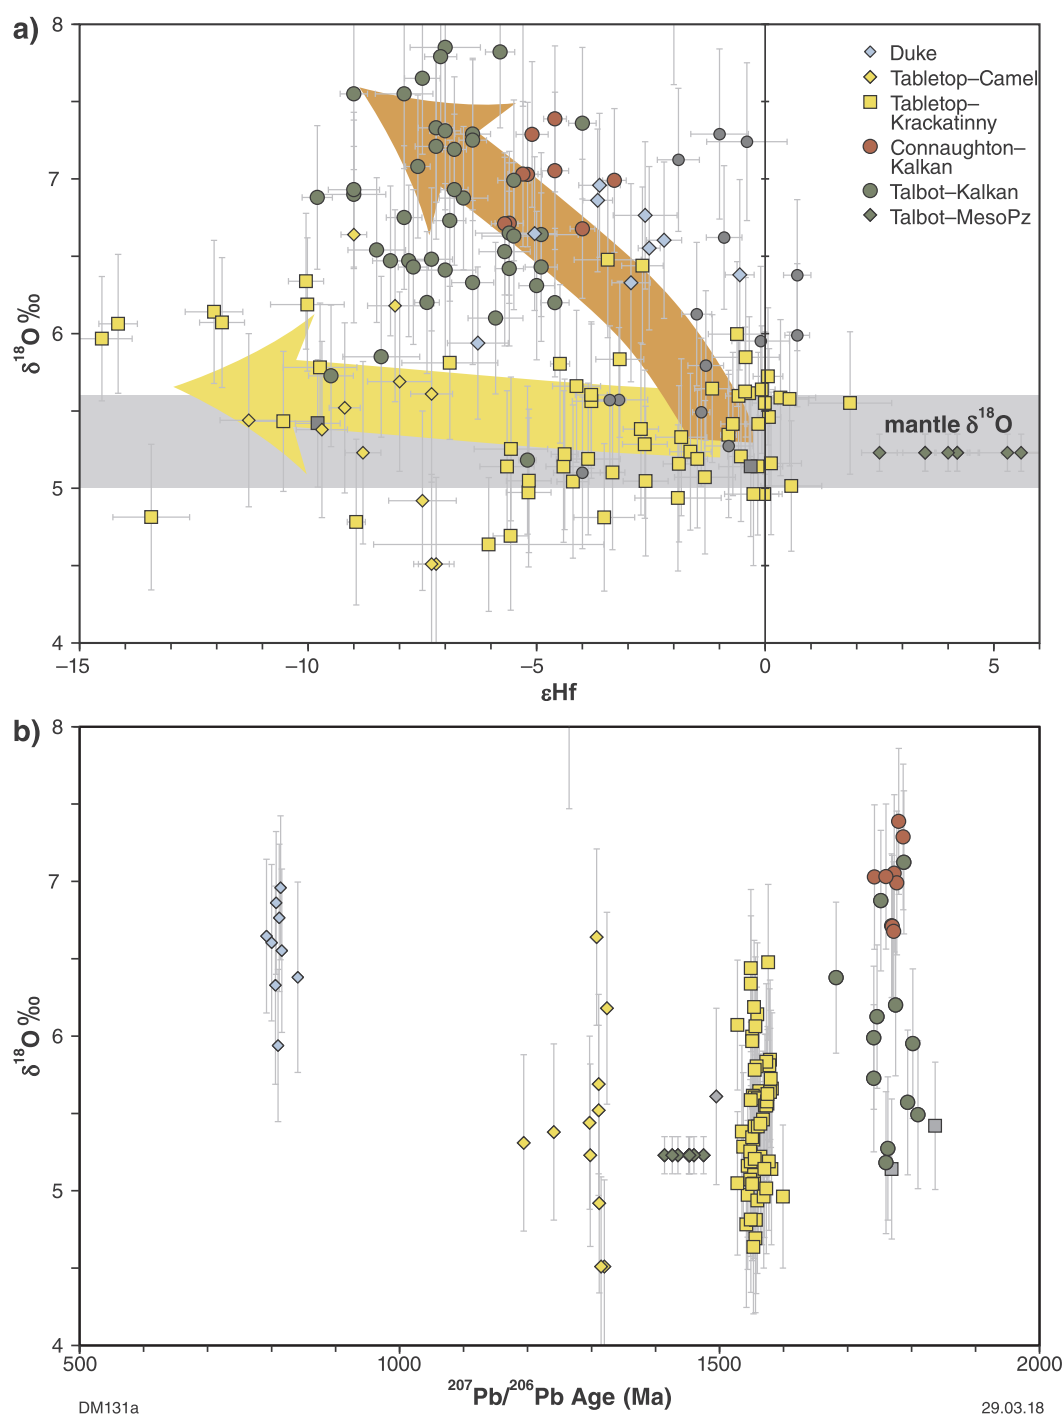 a)
8
7
6
5
4
δ18O ‰
Duke
Tabletop–Camel
Tabletop–
Krackatinny
Connaughton–
Kalkan
Talbot–Kalkan
Talbot–MesoPz
mantle δ18O
–15
–10
–5
0
5
εHf
b)
8
7
6
5
4
δ18O ‰
500
1000
1500
2000
207Pb/206Pb Age (Ma)
DM131a
29.03.18